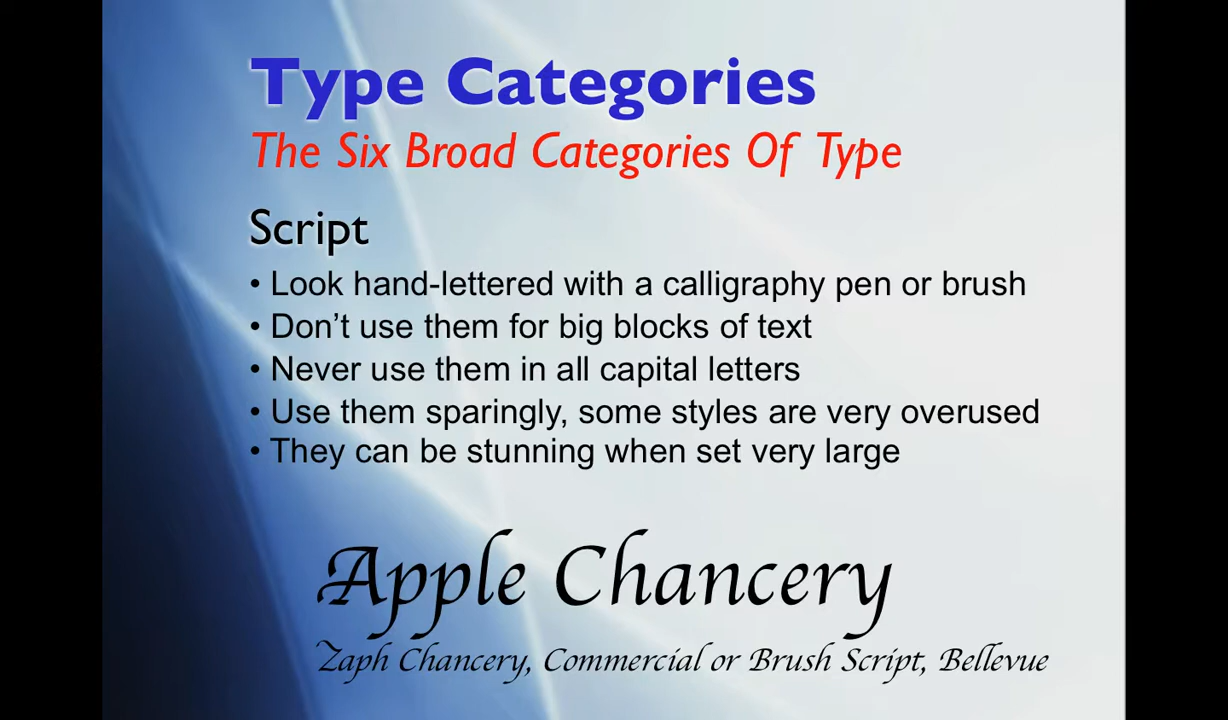 Type Categories
The Six Broad Categories Of Type
Script
• Look hand-lettered with a calligraphy pen or brush
• Don’t use them for big blocks of text
• Never use them in all capital letters
• Use them sparingly, some styles are very overused
• They can be stunning when set very large
Apple Chancery
Zaph Chancery, Commercial or Brush Script, Bellevue